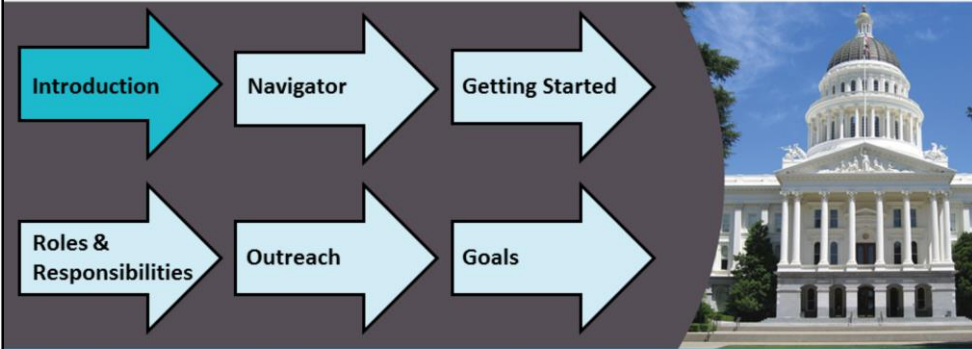 Introduction
Navigator
Getting Started
Roles &
Responsibilities
Outreach
Goals